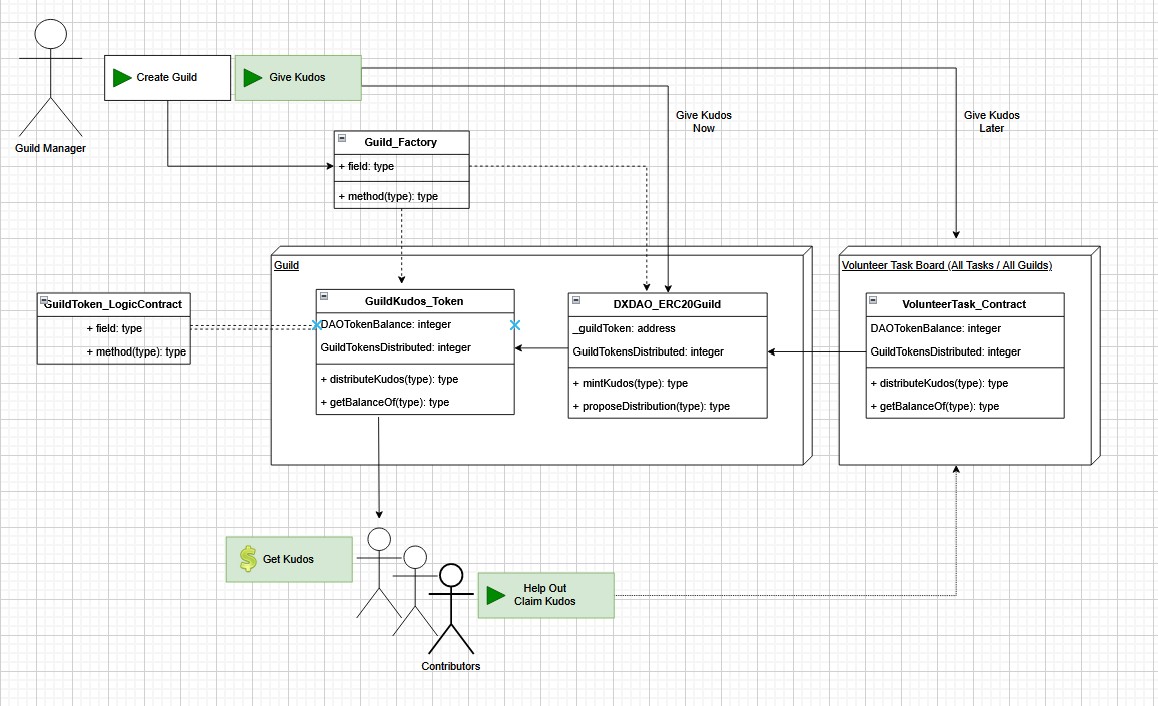 Create Guild
Give Kudos
Guild Manager
Give Kudos
Now
Give Kudos
Later
Guild_Factory
+ field: type
+ method(type): type
Guild
Volunteer Task Board (All Tasks / All Guilds)
GuildToken_LogicContract
+ field: type
+ method(type): type
GuildKudos_Token
DAOTokenBalance: integer
GuildTokensDistributed: integer
+ distributeKudos(type): type
+ getBalanceOf(type): type
DXDAO_ERC20Guild
_guildToken: address
GuildTokensDistributed: integer
+ mintKudos(type): type
+ proposeDistribution(type): type
VolunteerTask_Contract
DAOTokenBalance: integer
GuildTokensDistributed: integer
+ distributeKudos(type): type
+ getBalanceOf(type): type
Get Kudos
Help Out
Claim Kudos
Contributors